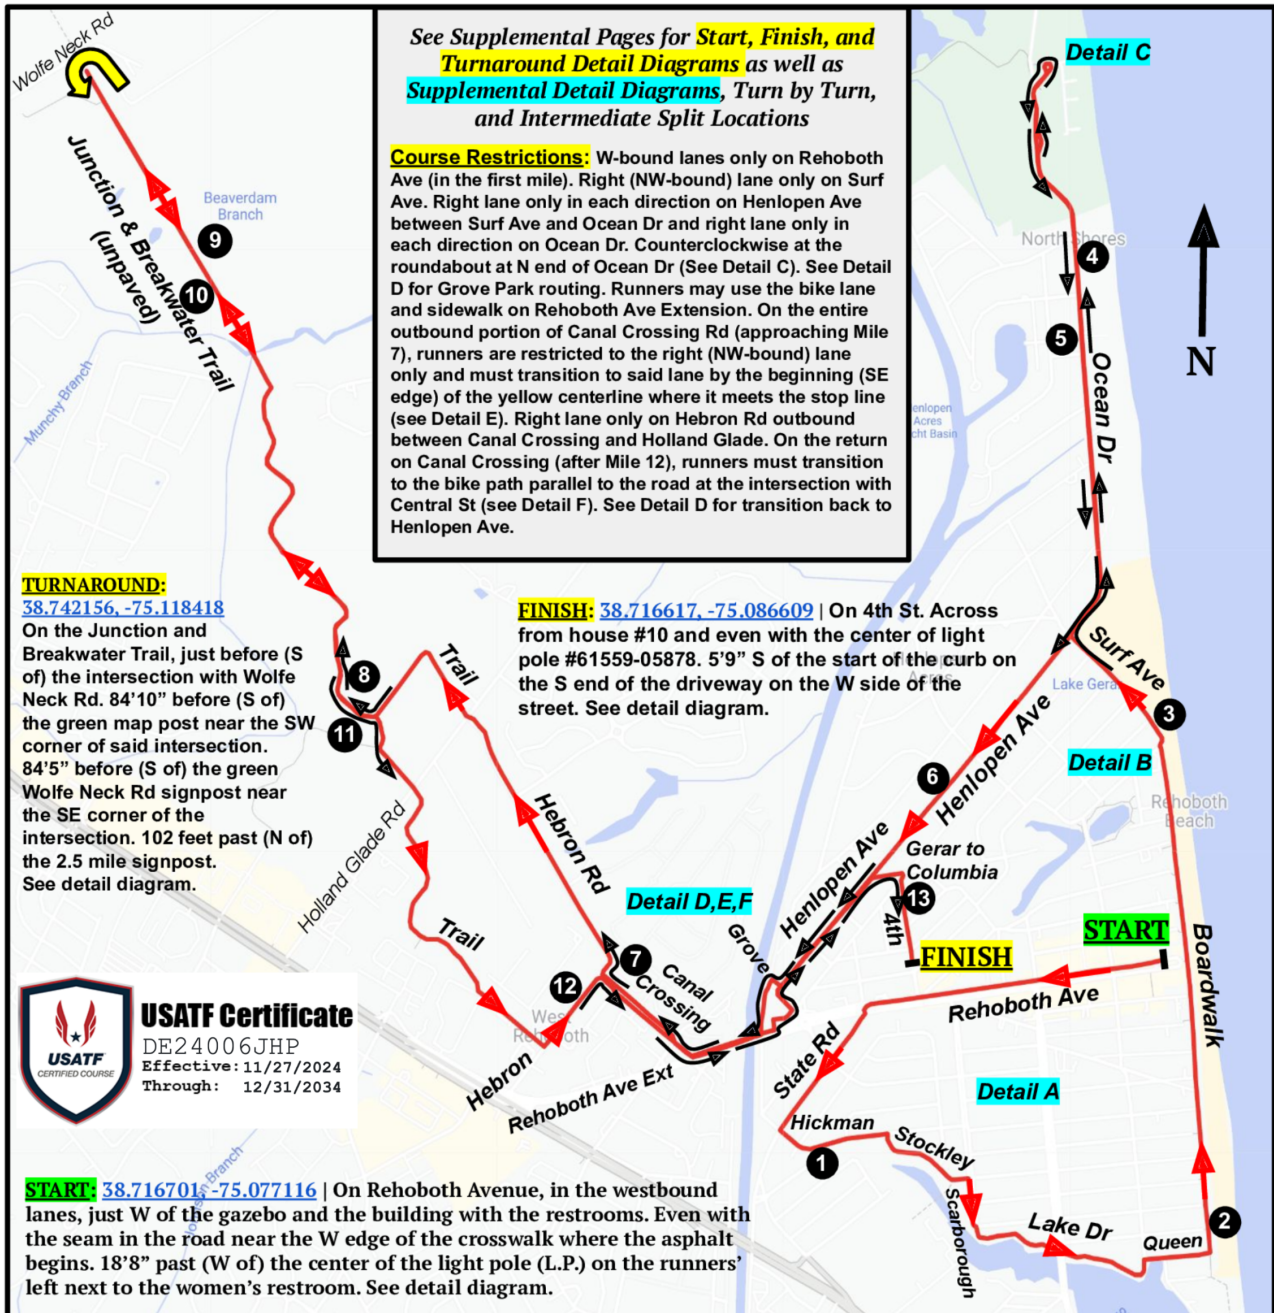 Wolfe Neck Rd
See Supplemental Pages for Start, Finish, and
Turnaround Detail Diagrams as well as
Supplemental Detail Diagrams, Turn by Turn,
and Intermediate Split Locations
Course Restrictions: W-bound lanes only on Rehoboth
Ave (in the first mile). Right (NW-bound) lane only on Surf
Ave. Right lane only in each direction on Henlopen Ave
between Surf Ave and Ocean Dr and right lane only in
each direction on Ocean Dr. Counterclockwise at the
roundabout at N end of Ocean Dr (See Detail C). See Detail
D for Grove Park routing. Runners may use the bike lane
and sidewalk on Rehoboth Ave Extension. On the entire
outbound portion of Canal Crossing Rd (approaching Mile
7), runners are restricted to the right (NW-bound) lane
only and must transition to said lane by the beginning (SE
edge) of the yellow centerline where it meets the stop line
(see Detail E). Right lane only on Hebron Rd outbound
between Canal Crossing and Holland Glade. On the return
on Canal Crossing (after Mile 12), runners must transition
to the bike path parallel to the road at the intersection with
Central St (see Detail F). See Detail D for transition back to
Henlopen Ave.
Detail C
Junction & Breakwater Trail
(unpaved)
Beaverdam
Branch
9
10
Munchy Branch
North Shores
4
5
N
Ocean Dr
enlopen
Acres
cht Basin
TURNAROUND:
38.742156, -75.118418
On the Junction and
Breakwater Trail, just before (S
of) the intersection with Wolfe
Neck Rd. 84'10" before (S of)
the green map post near the SW
corner of said intersection.
84'5" before (S of) the green
Wolfe Neck Rd signpost near
the SE corner of the
intersection. 102 feet past (N of)
the 2.5 mile signpost.
See detail diagram.
FINISH: 38.716617, -75.086609 | On 4th St. Across
from house #10 and even with the center of light
pole #61559-05878. 5'9" S of the start of the curb on
the S end of the driveway on the W side of the
street. See detail diagram.
Acres
Surf Ave
Lake Gera
3
Trail
8
11
Henlopen Ave
6
Detail B
Rehoboth
Beach
Hebron Rd
Holland Glade Rd
Henlopen Ave
Gerar to
Columbia
13
4th
Detail D,E,F
Grove
FINISH
START
Boardwalk
Trail
7
12
Canal
Crossing
West
Rehoboth
Rehoboth Ave
State Rd
USATF
CERTIFIED COURSE
USATF Certificate
DE24006JHP
Effective: 11/27/2024
Through: 12/31/2034
Hebron
Rehoboth Ave Ext
Detail A
Hickman
1
Stockley
Scarborough
Lake Dr
Queen
2
Branch
START: 38.716701, -75.077116 | On Rehoboth Avenue, in the westbound
lanes, just W of the gazebo and the building with the restrooms. Even with
the seam in the road near the W edge of the crosswalk where the asphalt
begins. 18'8" past (W of) the center of the light pole (L.P.) on the runners'
left next to the women's restroom. See detail diagram.